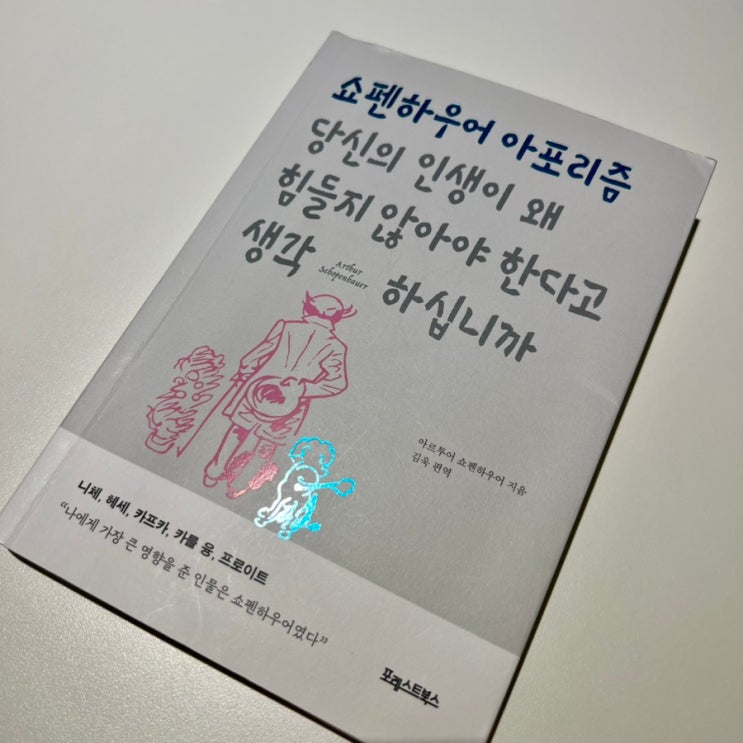 쇼펜하우어 아포리즘
당신의 인생이 왜
힘들지 않아야 한다고
생각 하십니까
Arthur
Schopenhauer
아르투어 쇼펜하우어 지음
김욱 편역
니체, 헤세, 카프카, 카를 융, 프로이트
“나에게 가장 큰 영향을 준 인물은 쇼펜하우어였다”
포레스트북스